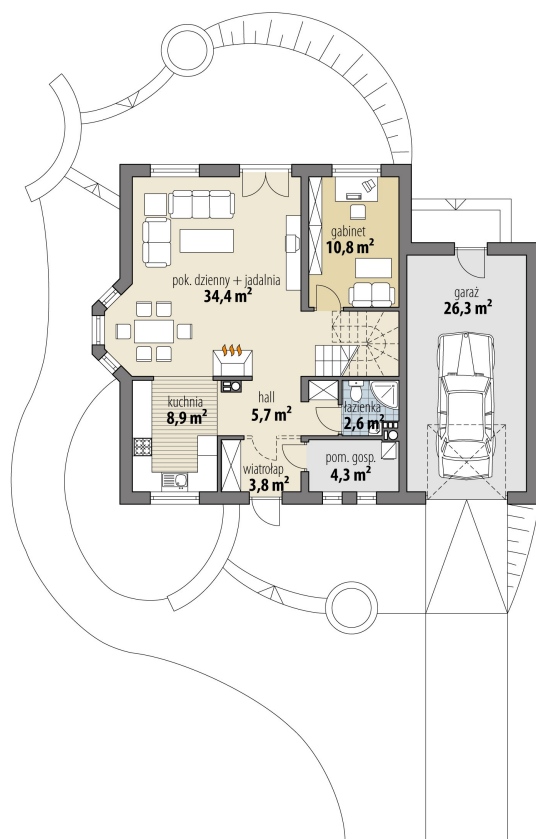 gabinet
10,8 m²
pok. dzienny + jadalnia
34,4 m²
garaż
26,3 m²
kuchnia
8,9 m²
hall
5,7 m²
łazienka
2,6 m²
wiatrołap
3,8 m²
pom. gosp.
4,3 m²